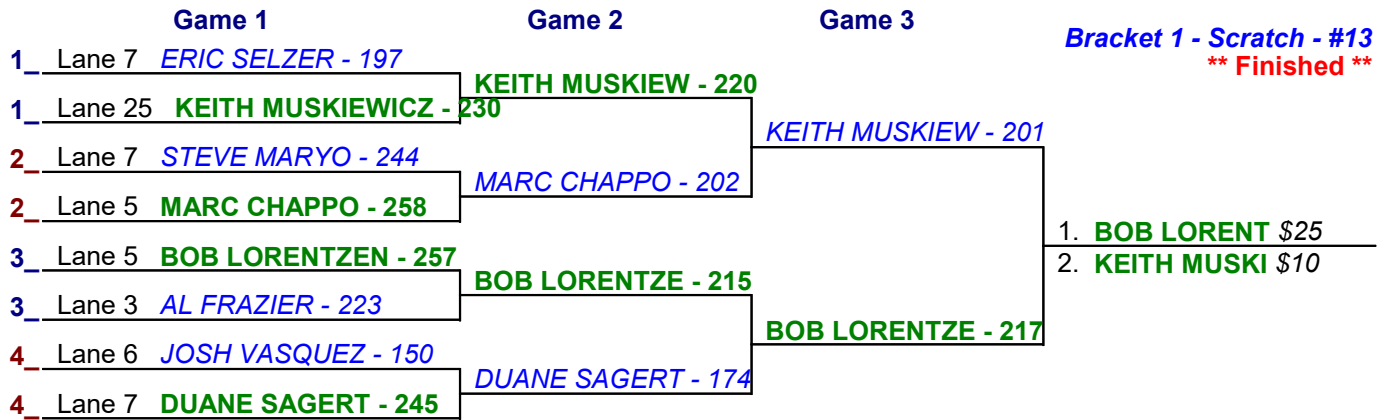 Game 1 Game 2 Game 3
Bracket 1 - Scratch - #13
** Finished **
1_ Lane 7 ERIC SELZER - 197
KEITH MUSKIEW - 220
1_ Lane 25 KEITH MUSKIEWICZ - 230
KEITH MUSKIEW - 201
2_ Lane 7 STEVE MARYO - 244
MARC CHAPPO - 202
2_ Lane 5 MARC CHAPPO - 258
1. BOB LORENT $25
2. KEITH MUSKI $10
3_ Lane 5 BOB LORENTZEN - 257
BOB LORENTZE - 215
3_ Lane 3 AL FRAZIER - 223
BOB LORENTZE - 217
4_ Lane 6 JOSH VASQUEZ - 150
DUANE SAGERT - 174
4_ Lane 7 DUANE SAGERT - 245